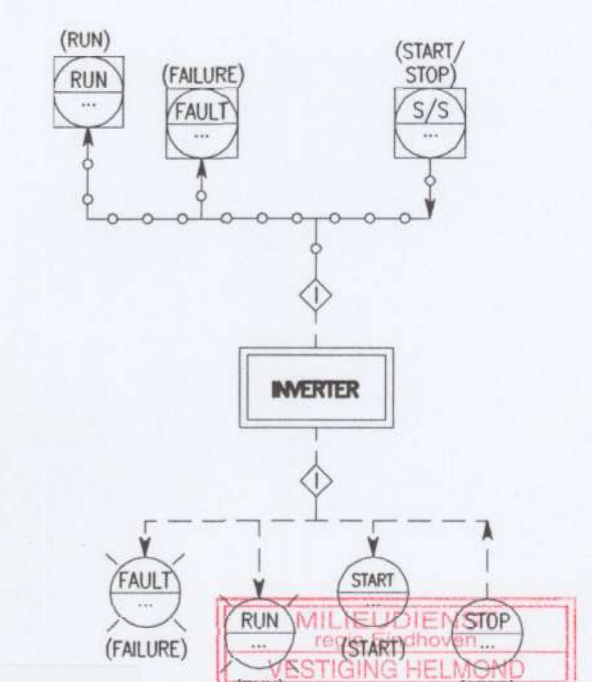 (RUN)
RUN
...
(FAILURE)
FAULT
...
(START/
STOP)
S/S
...
I
INVERTER
I
FAULT
...
(FAILURE)
RUN
...
START
...
(START)
STOP
...
MILIEUDIENST
regio Eindhoven
VESTIGING HELMOND